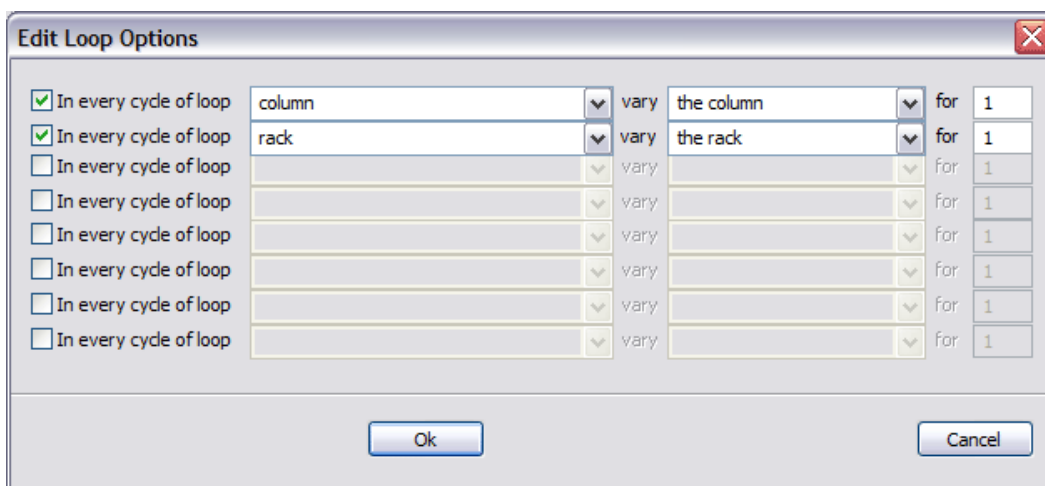 Edit Loop Options
In every cycle of loop column vary the column for 1
In every cycle of loop rack vary the rack for 1
In every cycle of loop vary for 1
In every cycle of loop vary for 1
In every cycle of loop vary for 1
In every cycle of loop vary for 1
In every cycle of loop vary for 1
In every cycle of loop vary for 1
Ok Cancel